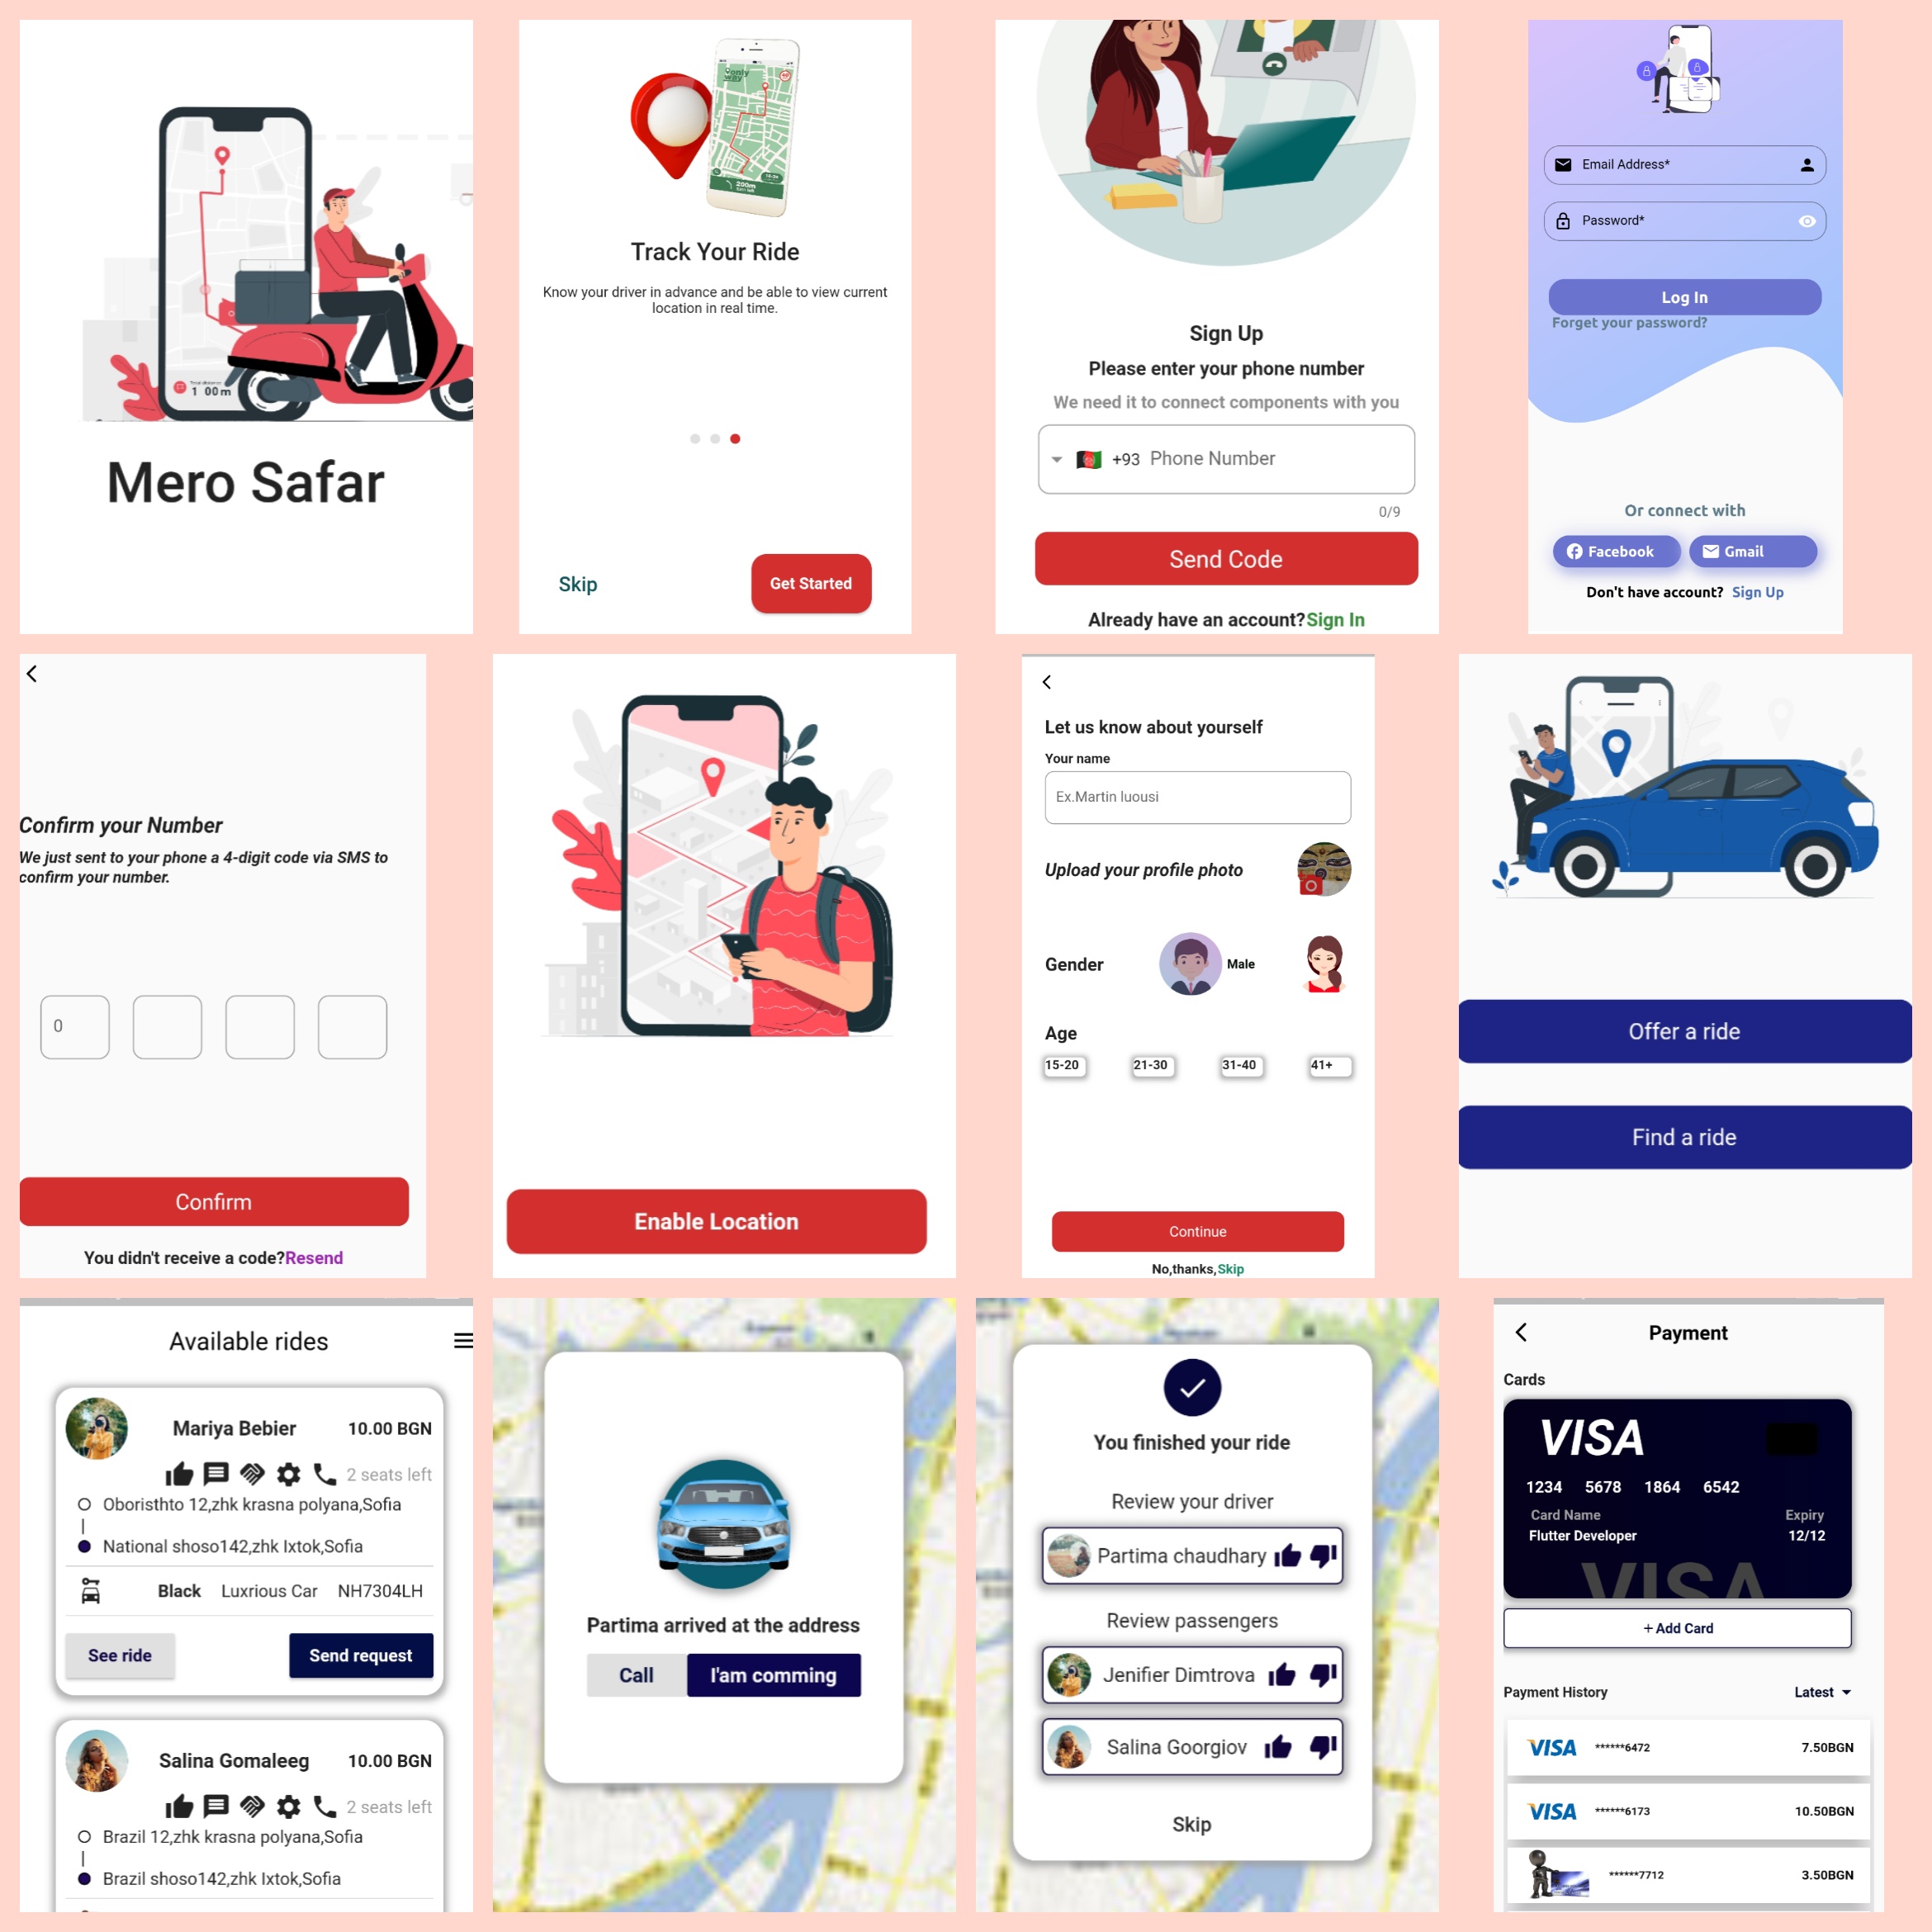 Total distance
1 00m
Mero Safar
only
way
200m
Track Your Ride
Know your driver in advance and be able to view current
location in real time.
Skip
Get Started
Sign Up
Please enter your phone number
We need it to connect components with you
+93 Phone Number
0/9
Send Code
Already have an account?Sign In
Email Address*
Password*
Log In
Forget your password?
Or connect with
Facebook
Gmail
Don't have account? Sign Up
Confirm your Number
We just sent to your phone a 4-digit code via SMS to
confirm your number.
0
Confirm
You didn't receive a code?Resend
Enable Location
Let us know about yourself
Your name
Ex.Martin luousi
Upload your profile photo
Gender
Male
Age
15-20
21-30
31-40
41+
Continue
No,thanks,Skip
Offer a ride
Find a ride
Available rides
Mariya Bebier 10.00 BGN
2 seats left
Oboristhto 12,zhk krasna polyana,Sofia
National shoso142,zhk Ixtok,Sofia
Black Luxrious Car NH7304LH
See ride
Send request
Salina Gomaleeg 10.00 BGN
2 seats left
Brazil 12,zhk krasna polyana,Sofia
Brazil shoso142,zhk Ixtok,Sofia
Partima arrived at the address
Call
I'am comming
You finished your ride
Review your driver
Partima chaudhary
Review passengers
Jenifier Dimtrova
Salina Goorgiov
Skip
Payment
Cards
VISA
1234 5678 1864 6542
Card Name Expiry
Flutter Developer 12/12
VISA
+ Add Card
Payment History Latest
VISA ******6472 7.50BGN
VISA ******6173 10.50BGN
******7712 3.50BGN